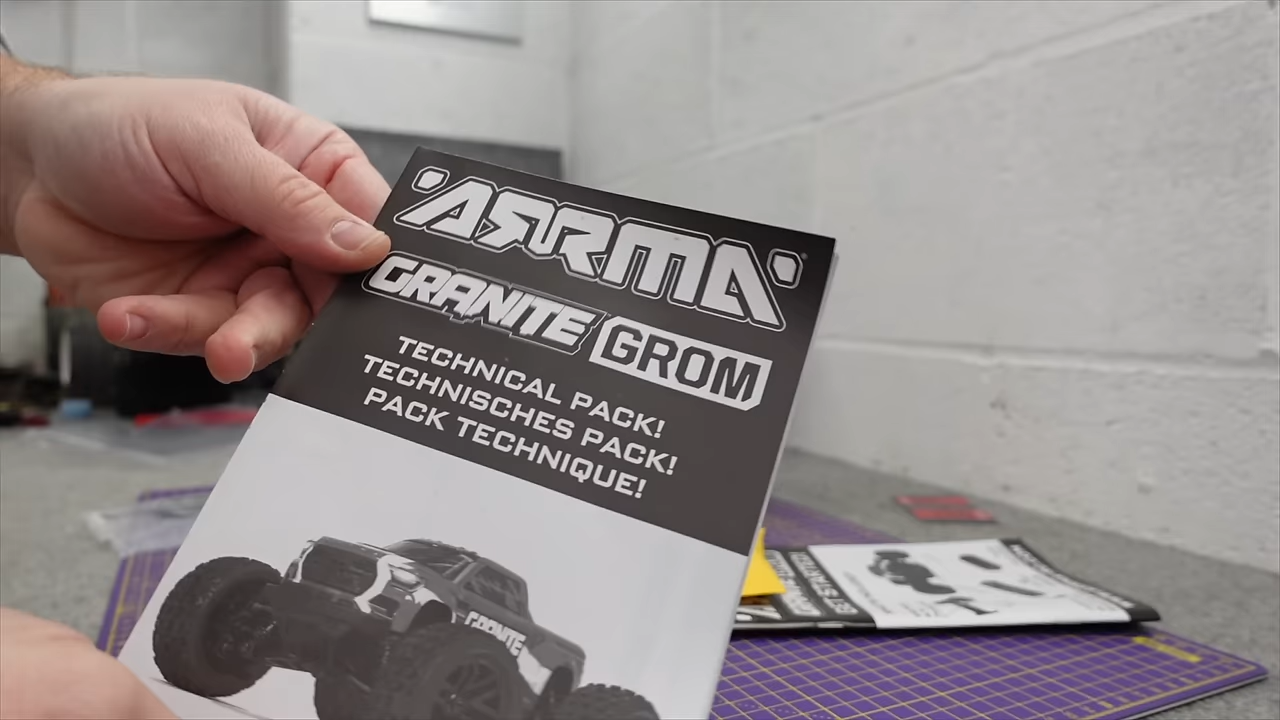 ARRMA
GRANITE GROM
TECHNICAL PACK!
TECHNISCHES PACK!
PACK TECHNIQUE!
GRANITE